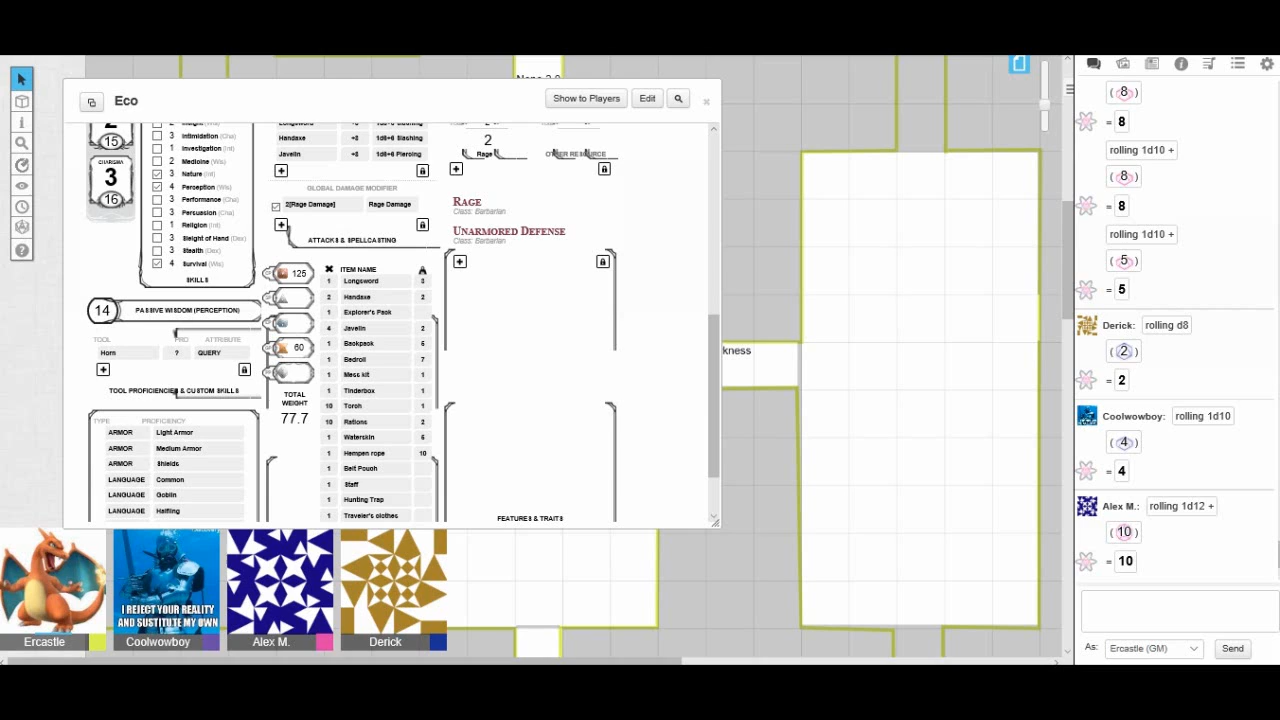 None 2.0
Eco
Show to Players
Edit
15
CHARISMA
3
16
3 Intimidation (Cha)
1 Investigation (Int)
2 Medicine (Wis)
3 Nature (Int)
4 Perception (Wis)
3 Performance (Cha)
3 Persuasion (Cha)
1 Religion (Int)
3 Sleight of Hand (Dex)
3 Stealth (Dex)
4 Survival (Wis)
SKILLS
14 PASSIVE WISDOM (PERCEPTION)
TOOL PRO ATTRIBUTE
Horn ? QUERY
TOOL PROFICIENCIES & CUSTOM SKILLS
TYPE PROFICIENCY
ARMOR Light Armor
ARMOR Medium Armor
ARMOR Shields
LANGUAGE Common
LANGUAGE Goblin
LANGUAGE Halfling
Handaxe +8 1d6+6 Slashing
Javelin +8 1d6+6 Piercing
GLOBAL DAMAGE MODIFIER
2[Rage Damage] Rage Damage
ATTACKS & SPELLCASTING
125
60
TOTAL
WEIGHT
77.7
ITEM NAME
1 Longsword 3
2 Handaxe 2
1 Explorer's Pack
4 Javelin 2
1 Backpack 5
1 Bedroll 7
1 Mess kit 1
1 Tinderbox 1
10 Torch 1
10 Rations 2
1 Waterskin 5
1 Hempen rope 10
1 Belt Pouch
1 Staff
1 Hunting Trap
1 Traveler's clothes
2
Rage
OTHER RESOURCE
RAGE
Class: Barbarian
UNARMORED DEFENSE
Class: Barbarian
FEATURES & TRAITS
kness
I REJECT YOUR REALITY
AND SUSTITUTE MY OWN
Ercastle
Coolwowboy
Alex M.
Derick
( 8 )
= 8
rolling 1d10 +
( 8 )
= 8
rolling 1d10 +
( 5 )
= 5
Derick: rolling d8
( 2 )
= 2
Coolwowboy: rolling 1d10
( 4 )
= 4
Alex M.: rolling 1d12 +
( 10 )
= 10
As: Ercastle (GM) Send